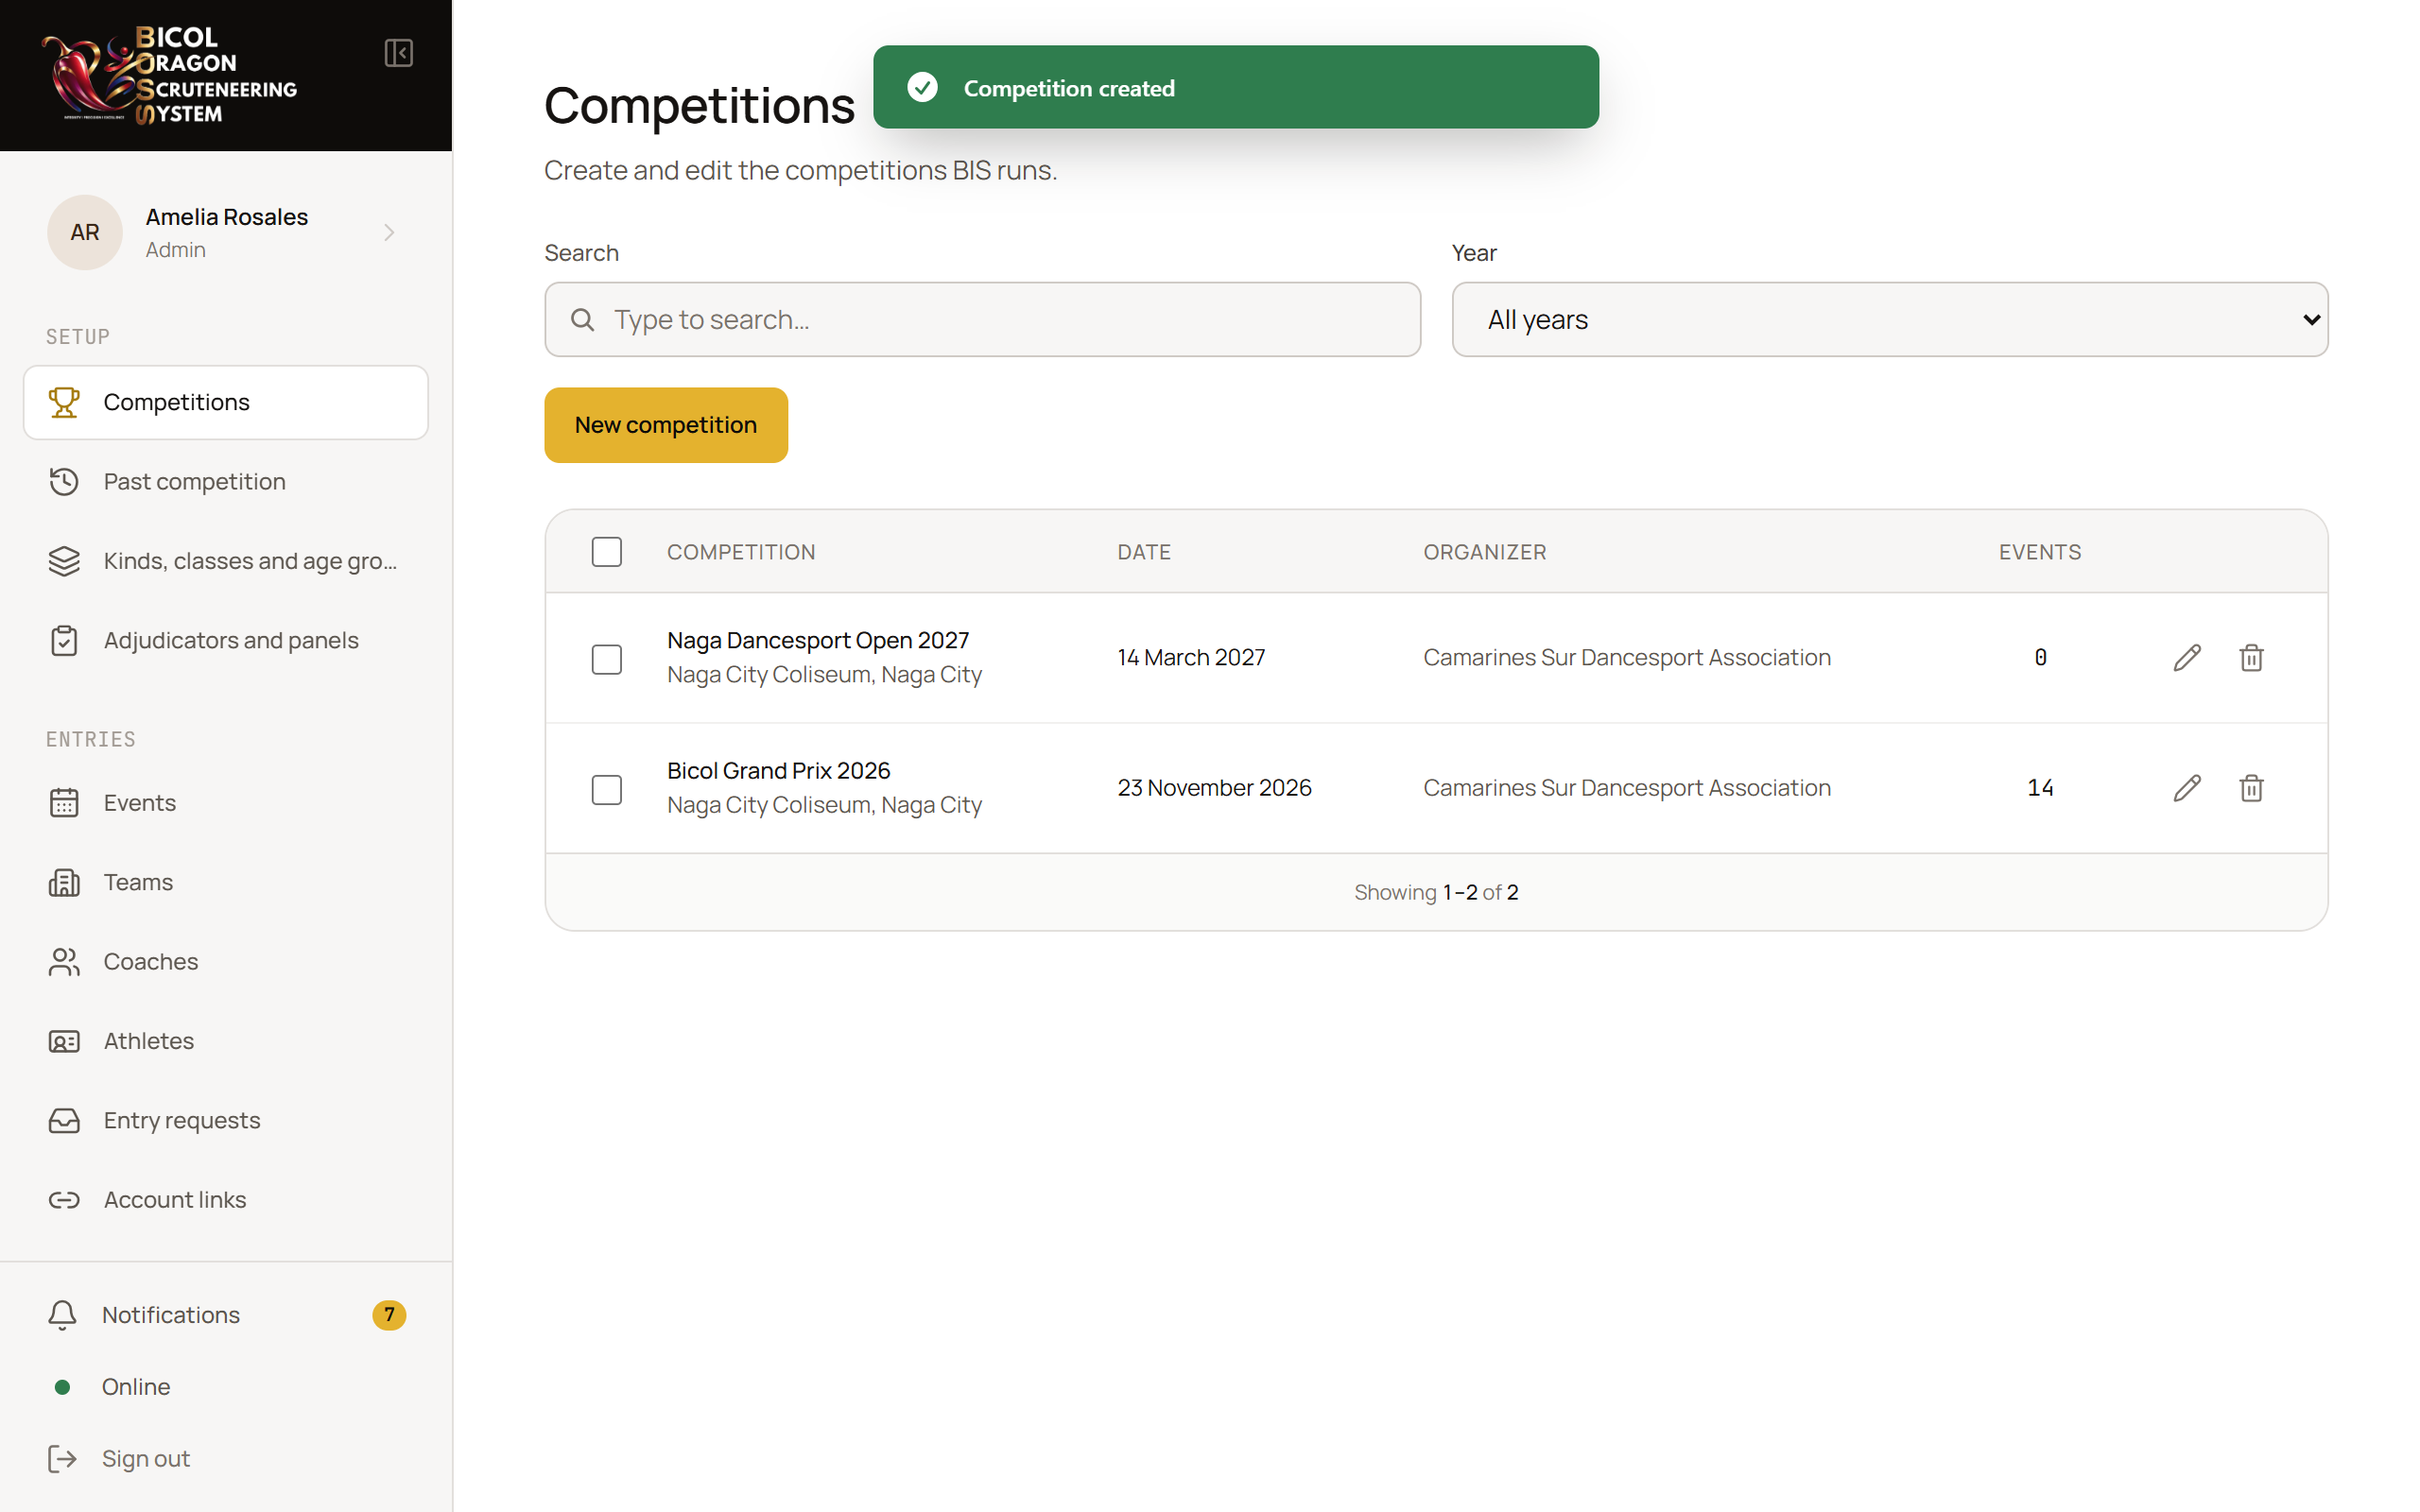 BICOL
DRAGON
SCRUTENEERING
SYSTEM
Competition created
Competitions
Create and edit the competitions BIS runs.
AR
Amelia Rosales
Admin
Search
Year
Type to search...
All years
SETUP
Competitions
New competition
Past competition
Kinds, classes and age gro...
Adjudicators and panels
COMPETITION DATE ORGANIZER EVENTS
Naga Dancesport Open 2027
Naga City Coliseum, Naga City
14 March 2027 Camarines Sur Dancesport Association 0
Bicol Grand Prix 2026
Naga City Coliseum, Naga City
23 November 2026 Camarines Sur Dancesport Association 14
Showing 1–2 of 2
ENTRIES
Events
Teams
Coaches
Athletes
Entry requests
Account links
Notifications 7
Online
Sign out